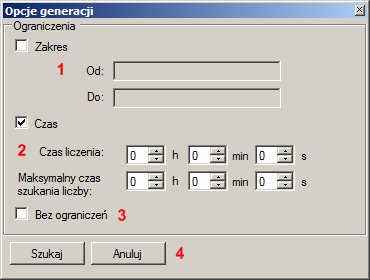 Opcje generacji
Ograniczenia
Zakres
1 Od:
Do:
Czas
2 Czas liczenia: 0 h 0 min 0 s
Maksymalny czas
szukania liczby: 0 h 0 min 0 s
Bez ograniczeń 3
Szukaj Anuluj 4